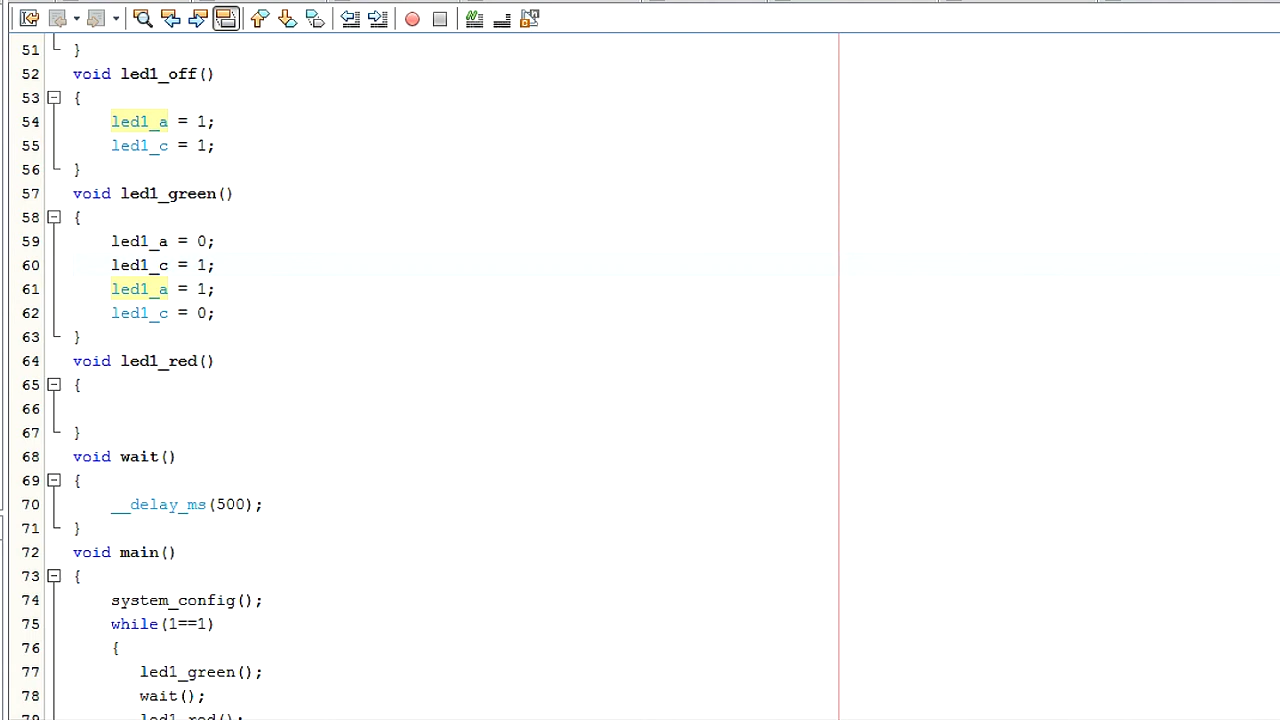 51 }
52 void led1_off()
53 {
54 led1_a = 1;
55 led1_c = 1;
56 }
57 void led1_green()
58 {
59 led1_a = 0;
60 led1_c = 1;
61 led1_a = 1;
62 led1_c = 0;
63 }
64 void led1_red()
65 {
66
67 }
68 void wait()
69 {
70 __delay_ms(500);
71 }
72 void main()
73 {
74 system_config();
75 while(1==1)
76 {
77 led1_green();
78 wait();
79 led1_red();